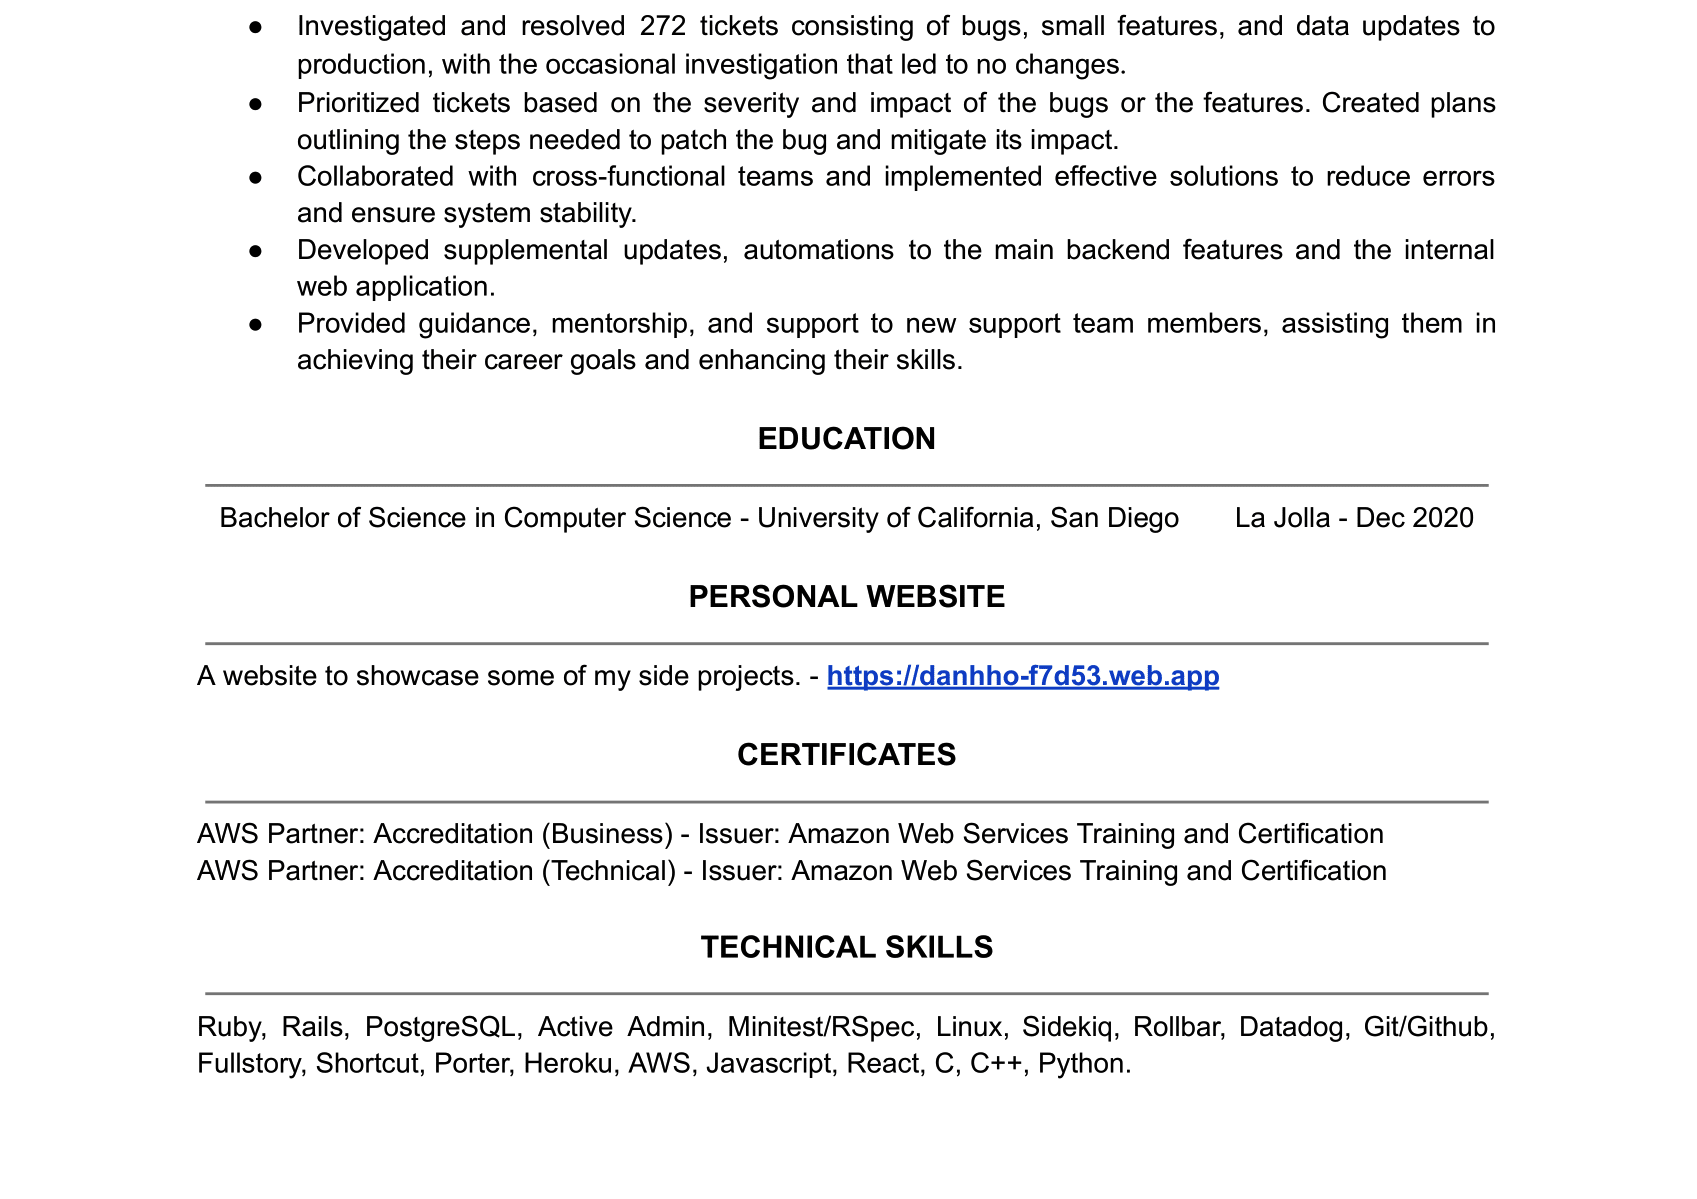 ● Investigated and resolved 272 tickets consisting of bugs, small features, and data updates to
production, with the occasional investigation that led to no changes.
● Prioritized tickets based on the severity and impact of the bugs or the features. Created plans
outlining the steps needed to patch the bug and mitigate its impact.
● Collaborated with cross-functional teams and implemented effective solutions to reduce errors
and ensure system stability.
● Developed supplemental updates, automations to the main backend features and the internal
web application.
● Provided guidance, mentorship, and support to new support team members, assisting them in
achieving their career goals and enhancing their skills.
EDUCATION
Bachelor of Science in Computer Science - University of California, San Diego La Jolla - Dec 2020
PERSONAL WEBSITE
A website to showcase some of my side projects. - https://danhho-f7d53.web.app
CERTIFICATES
AWS Partner: Accreditation (Business) - Issuer: Amazon Web Services Training and Certification
AWS Partner: Accreditation (Technical) - Issuer: Amazon Web Services Training and Certification
TECHNICAL SKILLS
Ruby, Rails, PostgreSQL, Active Admin, Minitest/RSpec, Linux, Sidekiq, Rollbar, Datadog, Git/Github,
Fullstory, Shortcut, Porter, Heroku, AWS, Javascript, React, C, C++, Python.